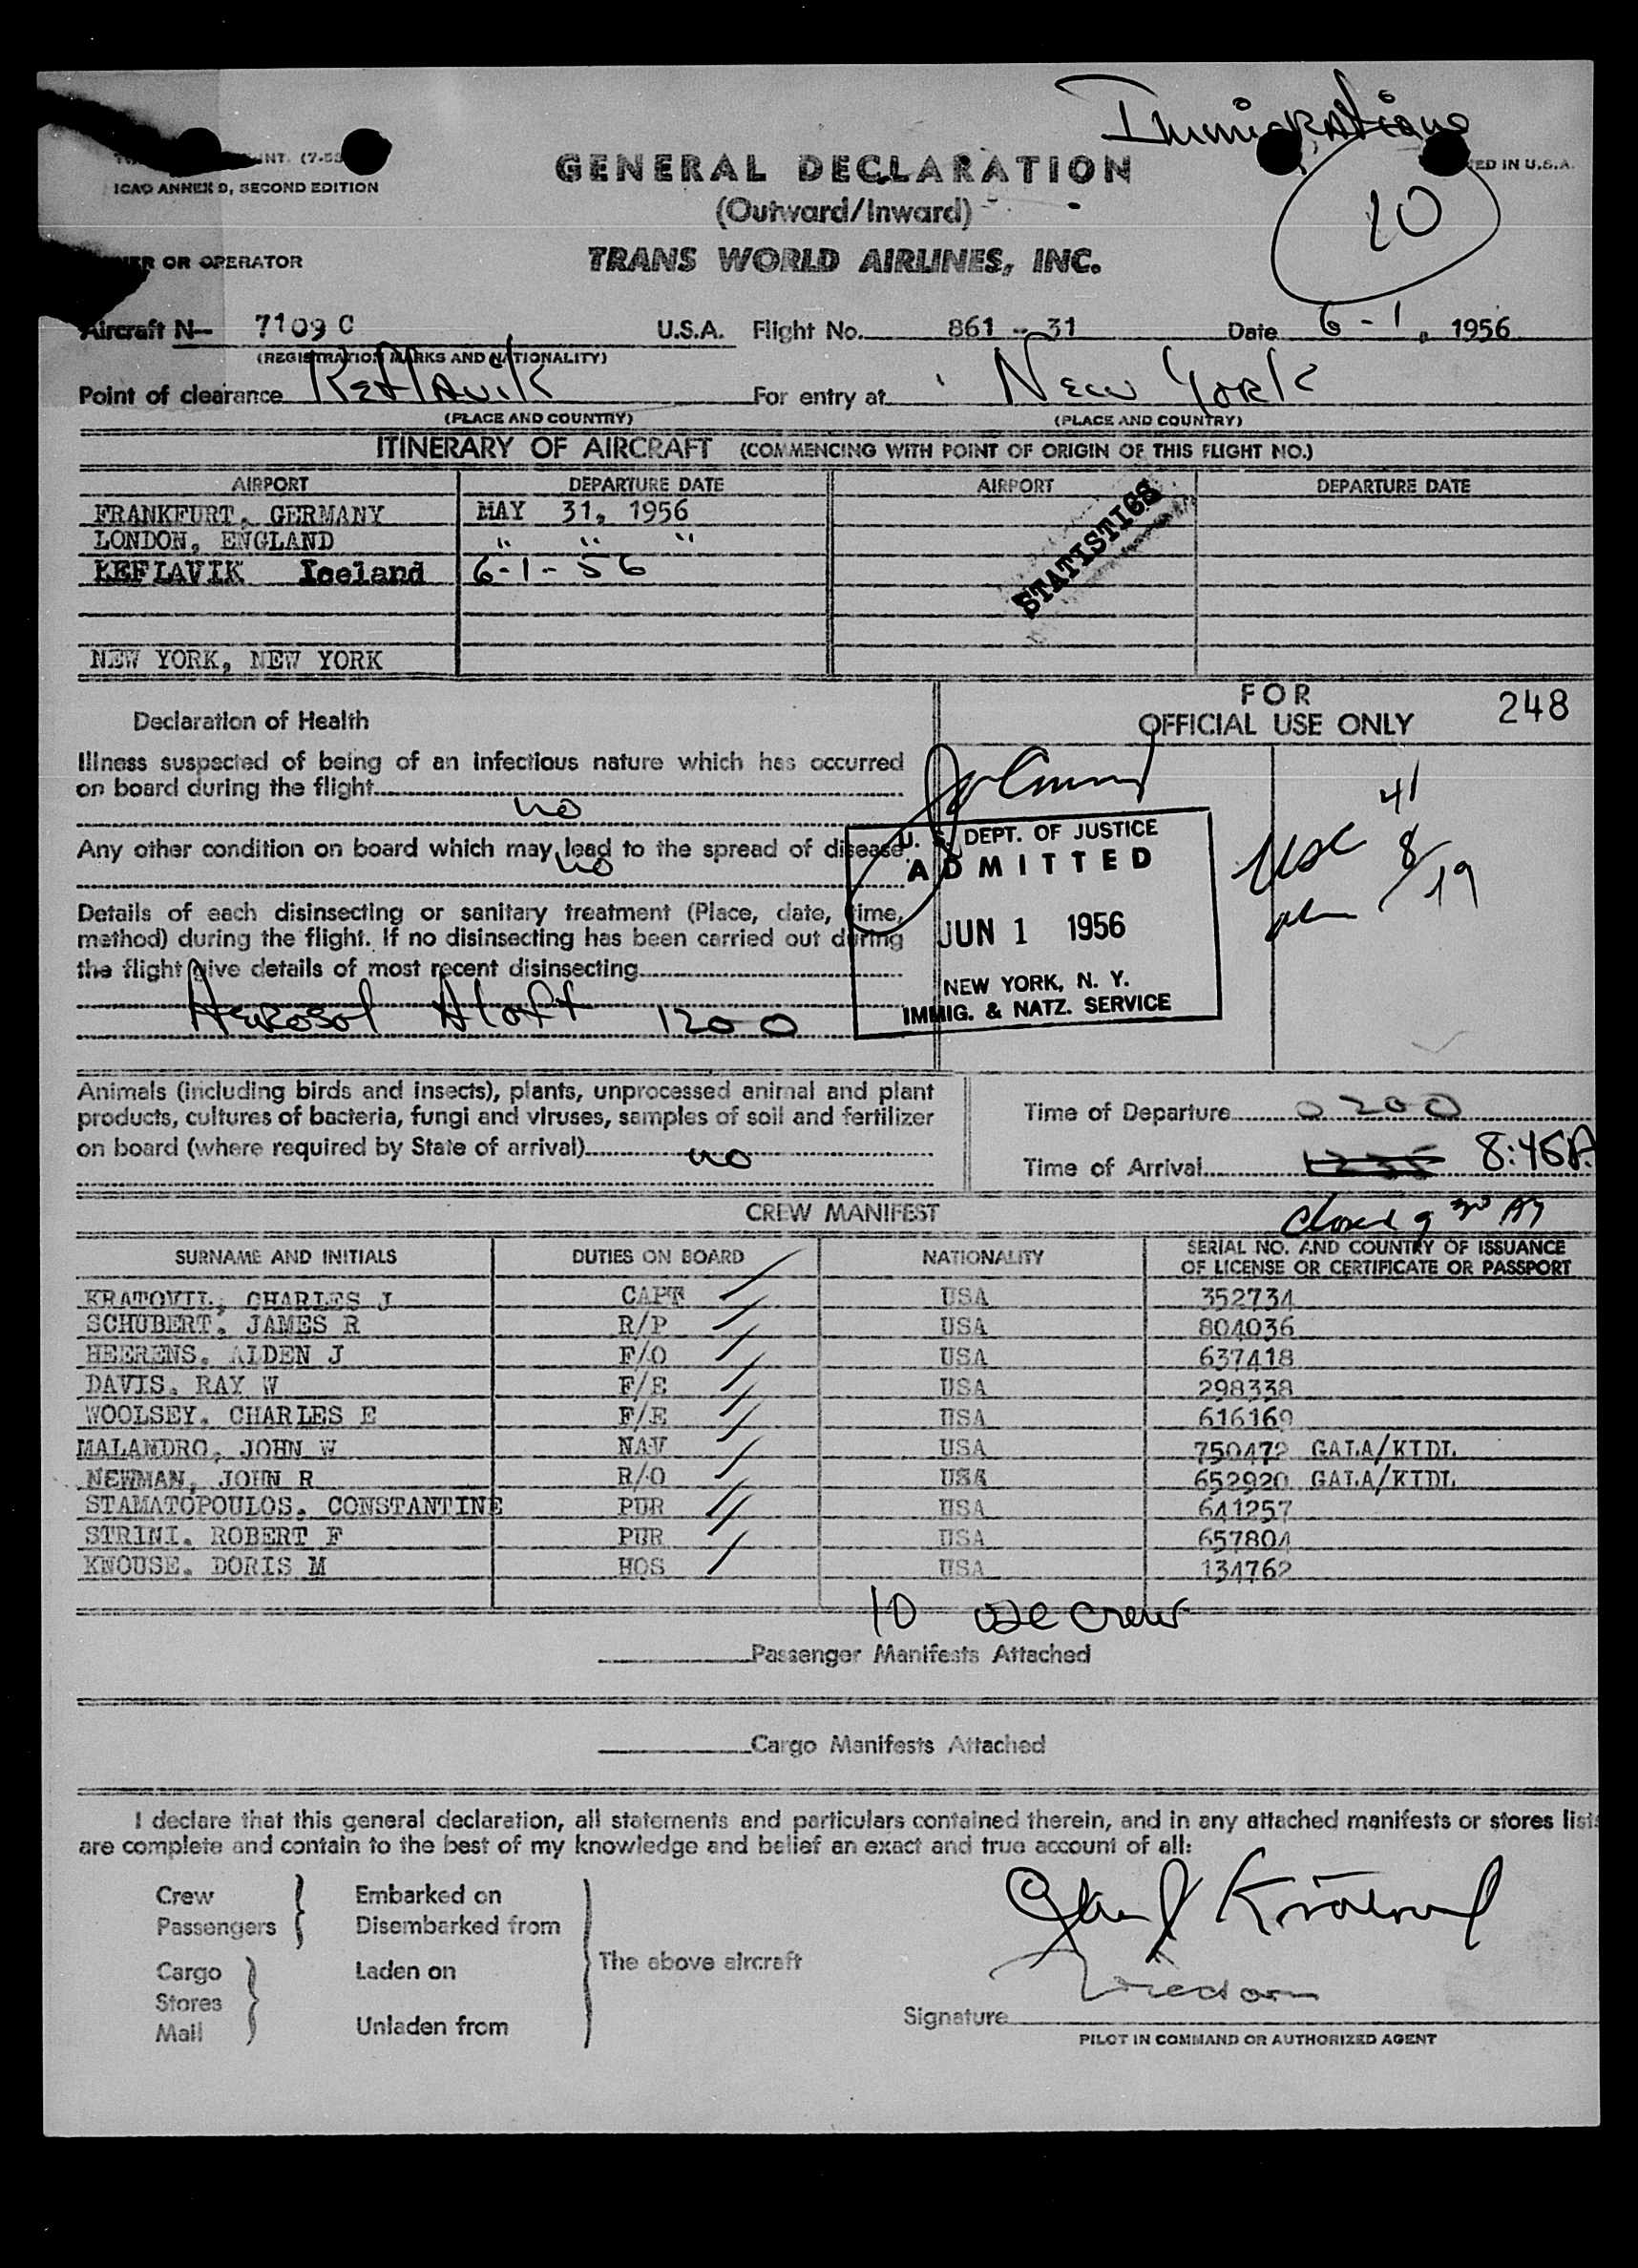 Immigrations
ICAO ANNEX 9, SECOND EDITION
GENERAL DECLARATION
(Outward/Inward)
ED IN U.S.A.
10
OR OPERATOR
TRANS WORLD AIRLINES, INC.
Aircraft N— 7109 C U.S.A. Flight No. 861 - 31 Date 6-1, 1956
(REGISTRATION MARKS AND NATIONALITY)
Point of clearance Keflavik For entry at New York
(PLACE AND COUNTRY) (PLACE AND COUNTRY)
ITINERARY OF AIRCRAFT (COMMENCING WITH POINT OF ORIGIN OF THIS FLIGHT NO.)
AIRPORT DEPARTURE DATE AIRPORT DEPARTURE DATE
FRANKFURT, GERMANY MAY 31, 1956
LONDON, ENGLAND " " "
KEFLAVIK Iceland 6-1-56
STATISTICS
NEW YORK, NEW YORK
FOR
OFFICIAL USE ONLY
248
Declaration of Health
Illness suspected of being of an infectious nature which has occurred
on board during the flight
no
Any other condition on board which may lead to the spread of disease
no
Details of each disinsecting or sanitary treatment (Place, date, time,
method) during the flight. If no disinsecting has been carried out during
the flight give details of most recent disinsecting
Aerosol Aloft 1200
U. S. DEPT. OF JUSTICE
ADMITTED
JUN 1 1956
NEW YORK, N. Y.
IMMIG. & NATZ. SERVICE
41
usc 8/19
Animals (including birds and insects), plants, unprocessed animal and plant
products, cultures of bacteria, fungi and viruses, samples of soil and fertilizer
on board (where required by State of arrival) no
Time of Departure 0200
Time of Arrival 1235 8:45A
CREW MANIFEST
closed 9 30 AM
SURNAME AND INITIALS DUTIES ON BOARD NATIONALITY SERIAL NO. AND COUNTRY OF ISSUANCE
OF LICENSE OR CERTIFICATE OR PASSPORT
KRATOVIL, CHARLES J CAPT USA 352734
SCHUBERT, JAMES R R/P USA 804036
HEERENS, ALDEN J F/O USA 637418
DAVIS, RAY W F/E USA 298338
WOOLSEY, CHARLES E F/E USA 616169
MALANDRO, JOHN W NAV USA 750472 GALA/KIDL
NEWMAN, JOHN R R/O USA 652920 GALA/KIDL
STAMATOPOULOS, CONSTANTINE PUR USA 641257
STRINI, ROBERT F PUR USA 657804
KNOUSE, DORIS M HOS USA 134762
10 usc crew
Passenger Manifests Attached
Cargo Manifests Attached
I declare that this general declaration, all statements and particulars contained therein, and in any attached manifests or stores lists
are complete and contain to the best of my knowledge and belief an exact and true account of all:
Crew Embarked on
Passengers Disembarked from
The above aircraft
Cargo Laden on
Stores
Mail Unladen from
Signature
PILOT IN COMMAND OR AUTHORIZED AGENT